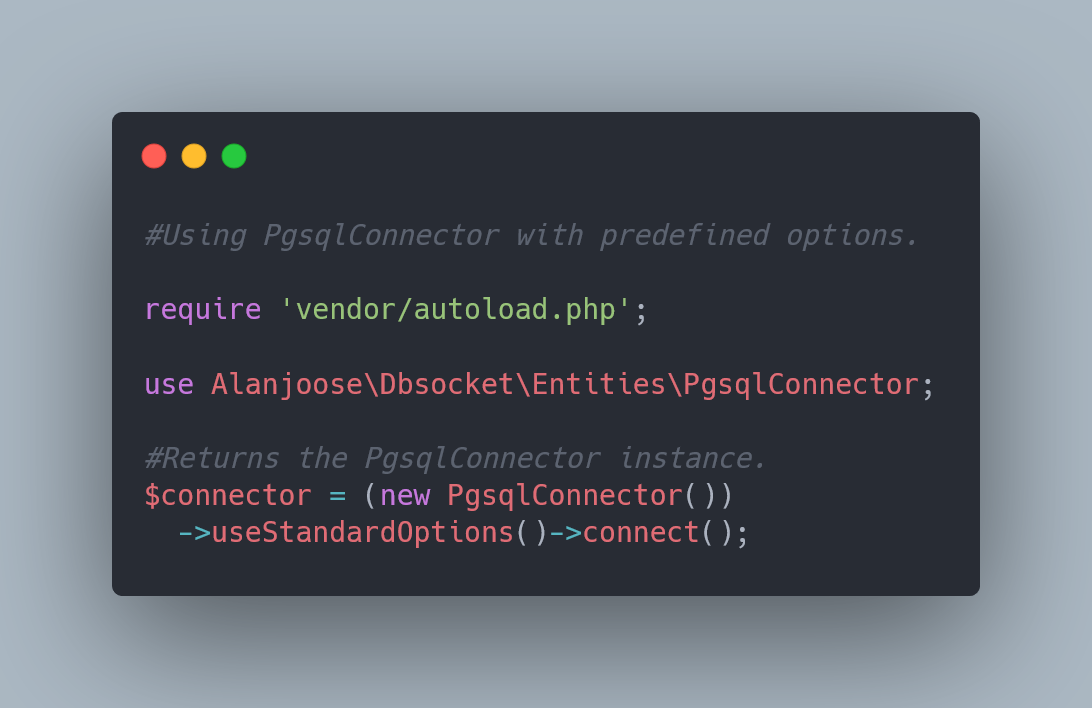 #Using PgsqlConnector with predefined options.
require 'vendor/autoload.php';
use Alanjoose\Dbsocket\Entities\PgsqlConnector;
#Returns the PgsqlConnector instance.
$connector = (new PgsqlConnector())
  ->useStandardOptions()->connect();